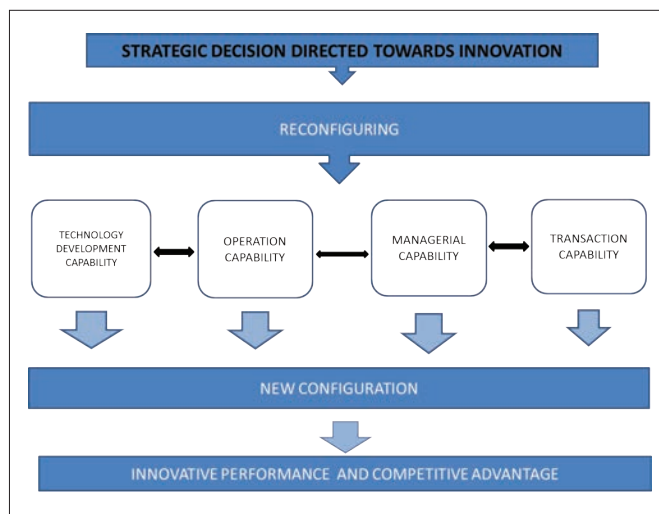 STRATEGIC DECISION DIRECTED TOWARDS INNOVATION
RECONFIGURING
TECHNOLOGY
DEVELOPMENT
CAPABILITY
OPERATION
CAPABILITY
MANAGERIAL
CAPABILITY
TRANSACTION
CAPABILITY
NEW CONFIGURATION
INNOVATIVE PERFORMANCE AND COMPETITIVE ADVANTAGE